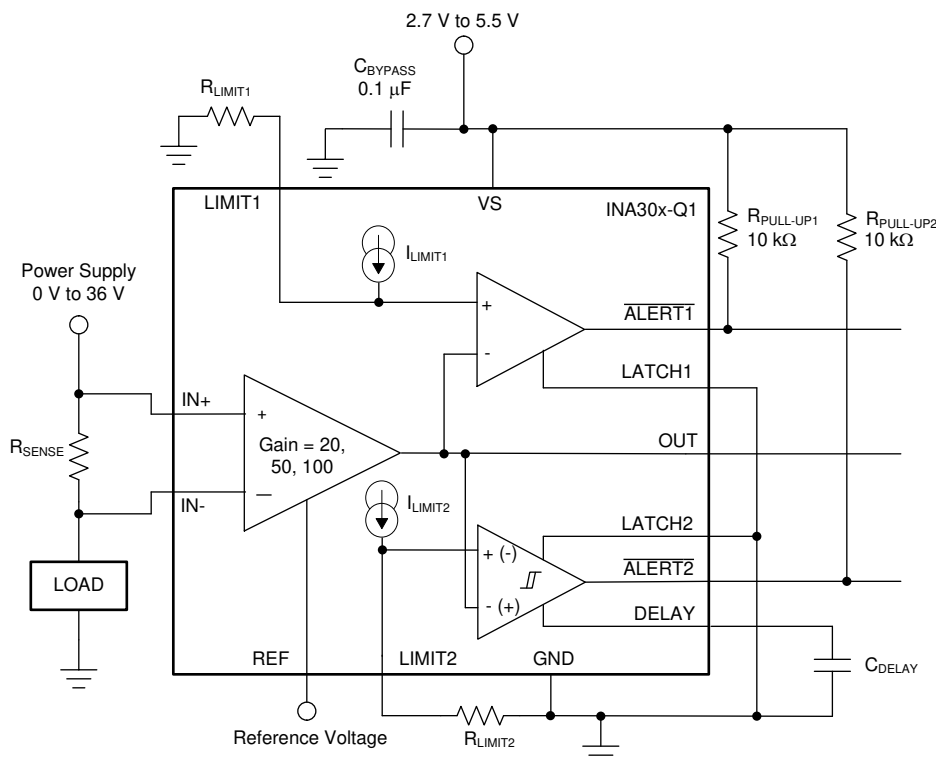 2.7 V to 5.5 V
CBYPASS
0.1 μF
RLIMIT1
LIMIT1
VS
INA30x-Q1
RPULL-UP1
10 kΩ
RPULL-UP2
10 kΩ
ILIMIT1
Power Supply
0 V to 36 V
+
-
ALERT1
LATCH1
IN+
+
RSENSE
Gain = 20,
50, 100
OUT
IN-
—
ILIMIT2
LATCH2
+ (-)
ALERT2
LOAD
- (+)
DELAY
REF
LIMIT2
GND
CDELAY
Reference Voltage
RLIMIT2